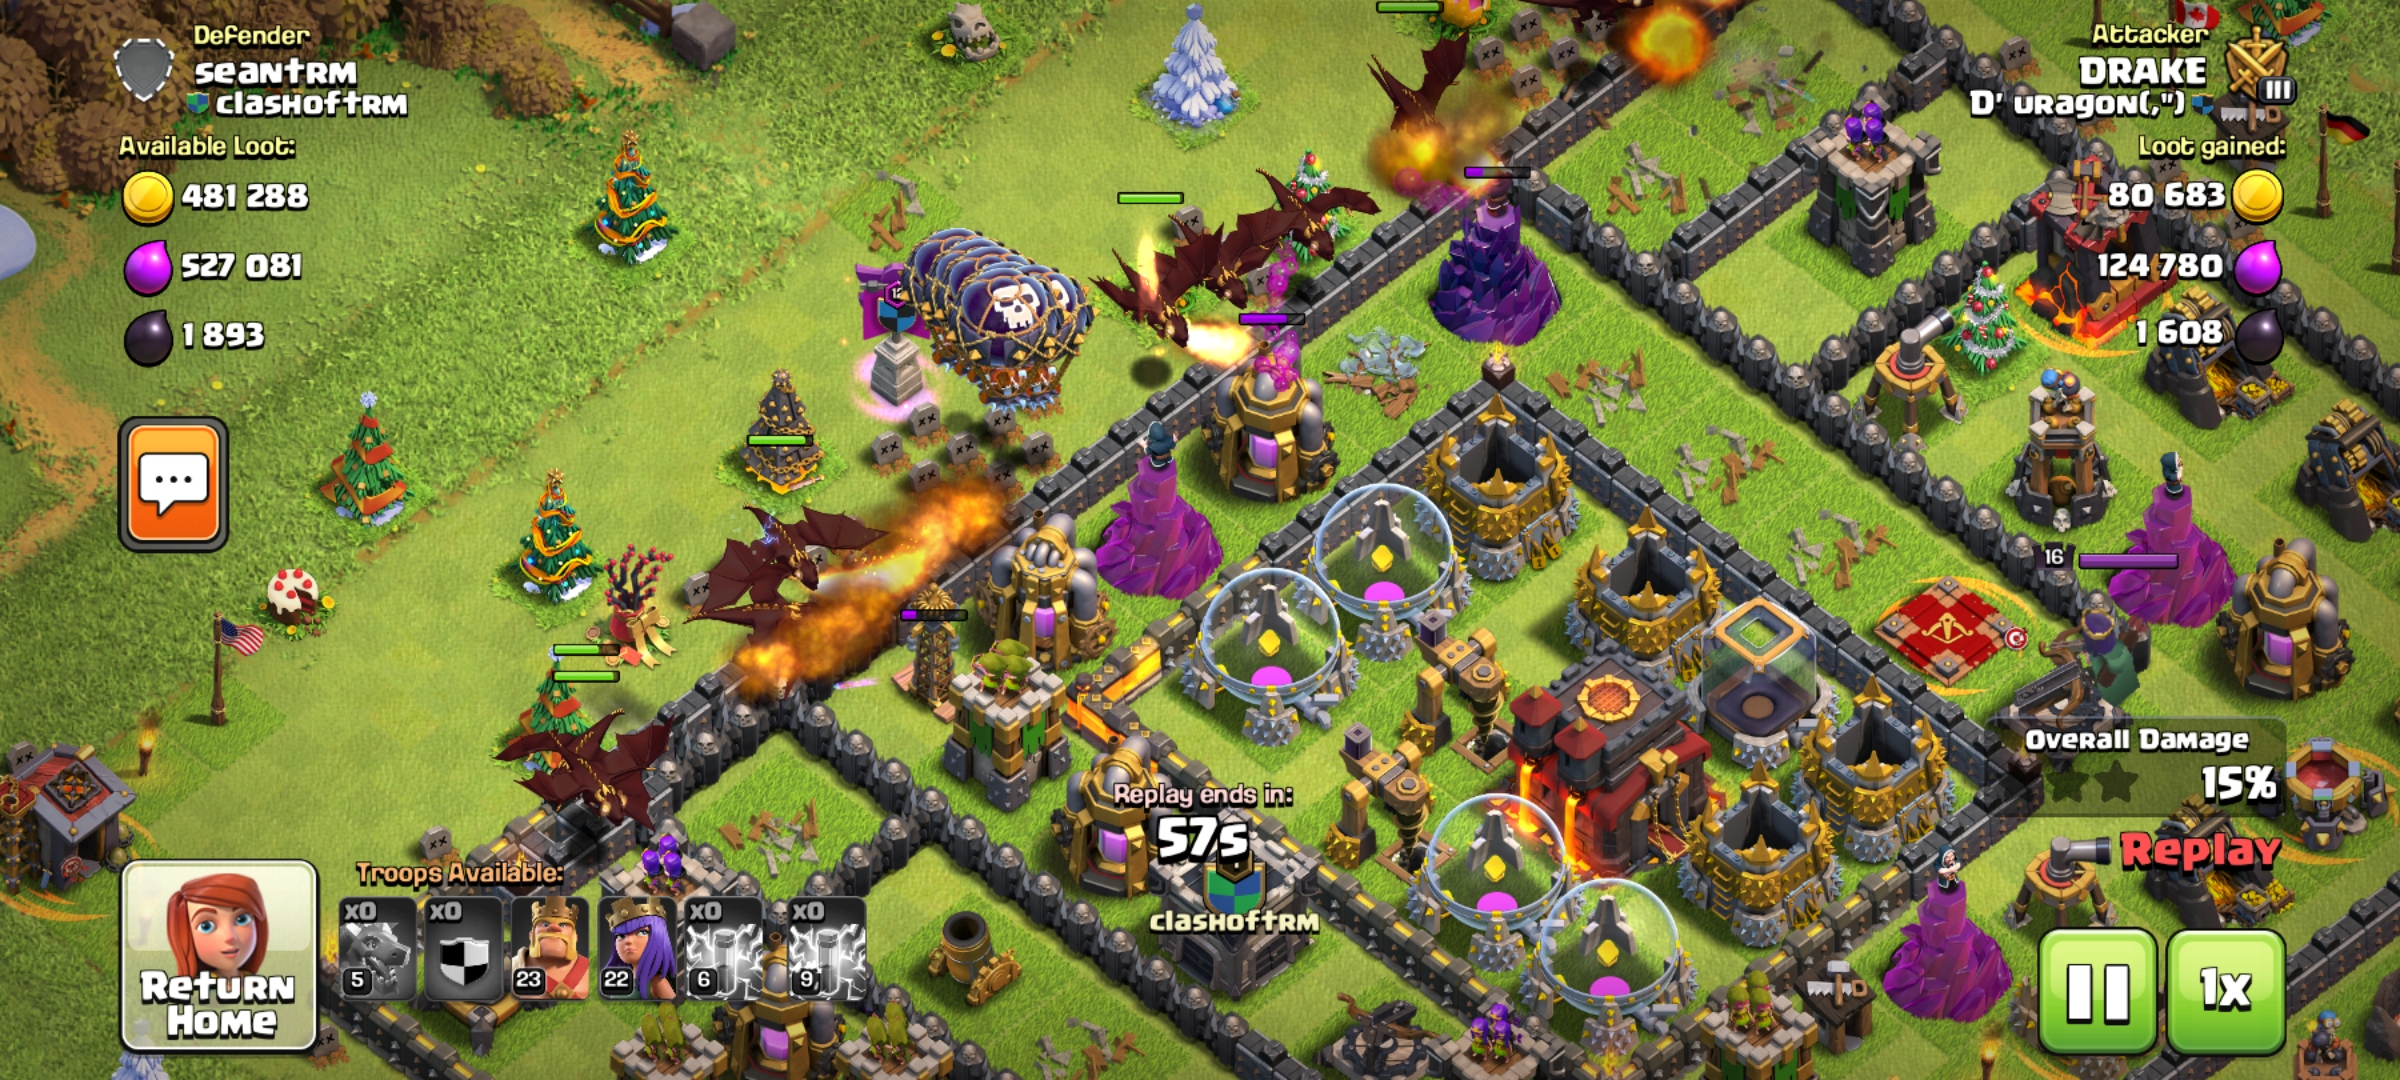 Defender
seantRM
clashoftRM
Available Loot:
481 288
527 081
1 893
Attacker
DRAKE
D' uragon(,")
III
Loot gained:
80 683
124 780
1 608
12
16
Overall Damage
15%
Replay ends in:
57s
clashoftRM
Replay
1x
Return
Home
Troops Available:
x0
x0
x0
x0
5
23
22
6
9